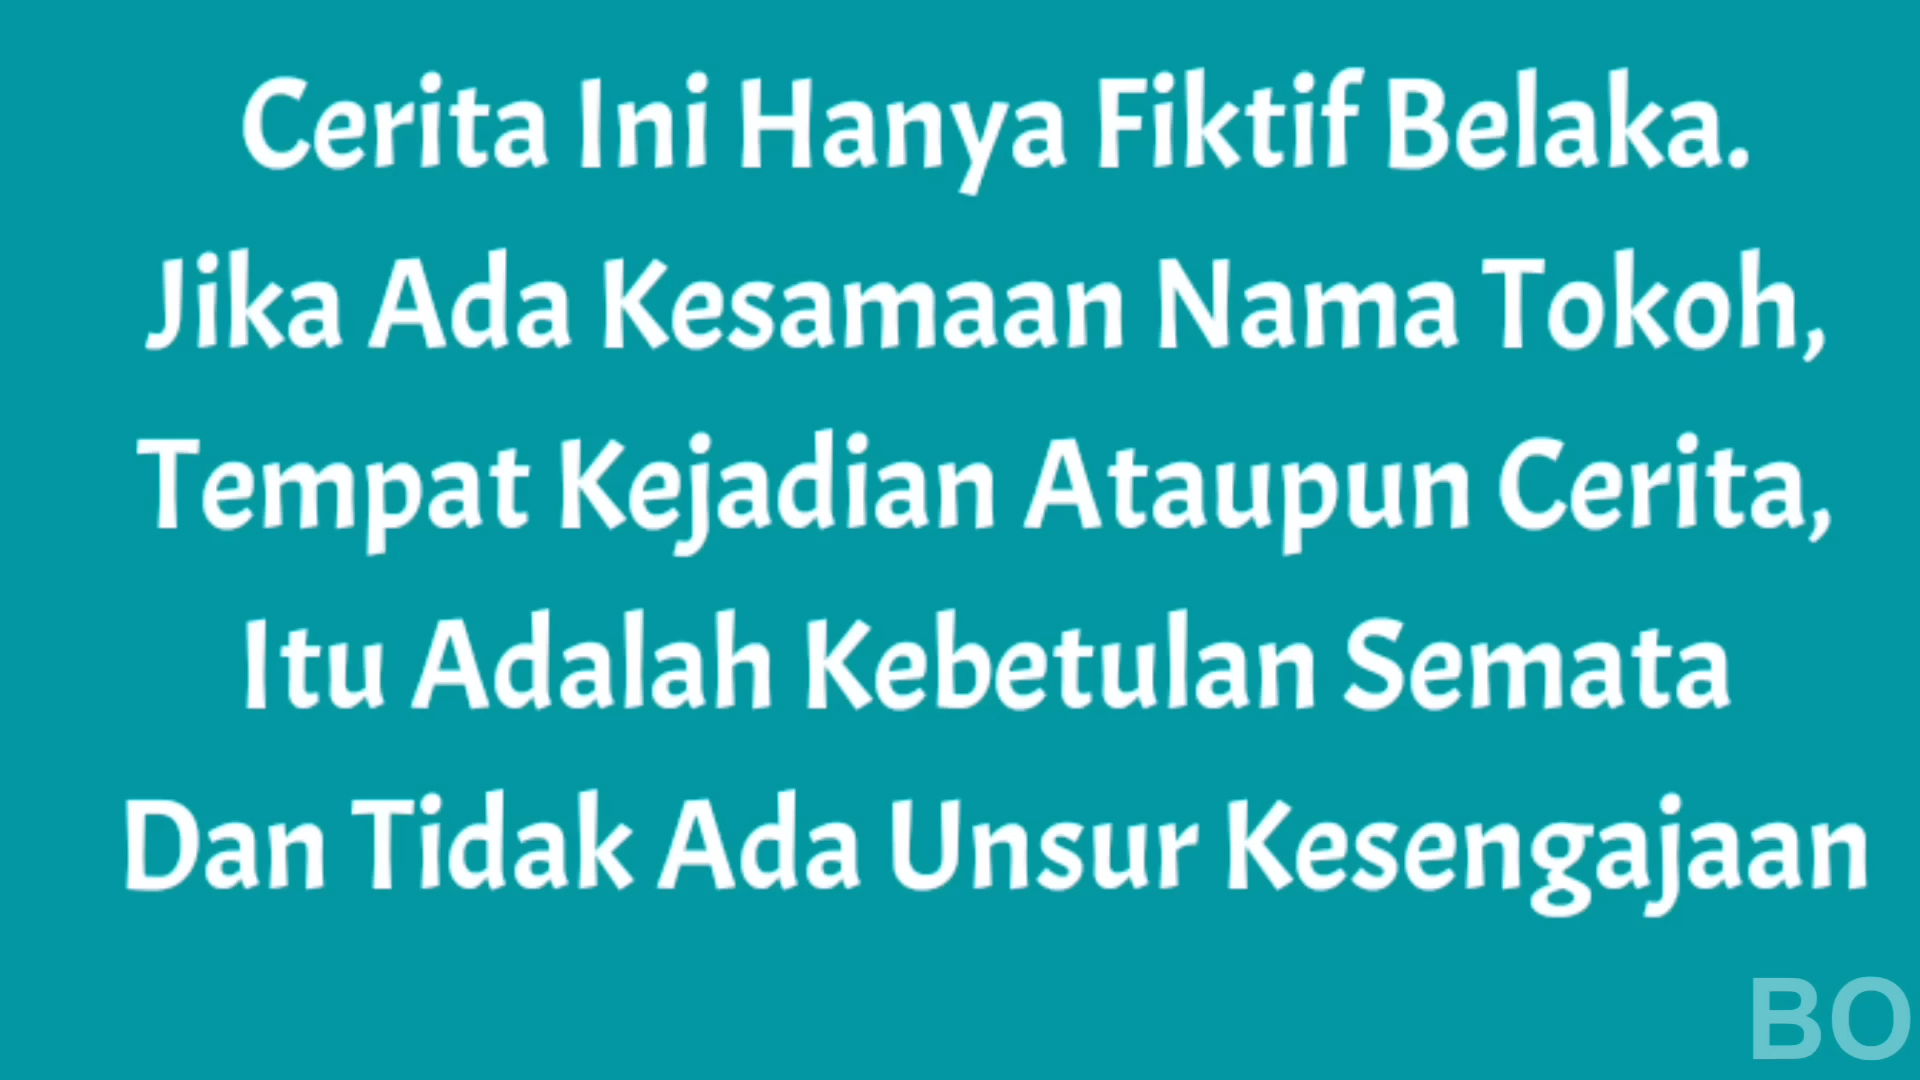 Cerita Ini Hanya Fiktif Belaka.
Jika Ada Kesamaan Nama Tokoh,
Tempat Kejadian Ataupun Cerita,
Itu Adalah Kebetulan Semata
Dan Tidak Ada Unsur Kesengajaan
BO